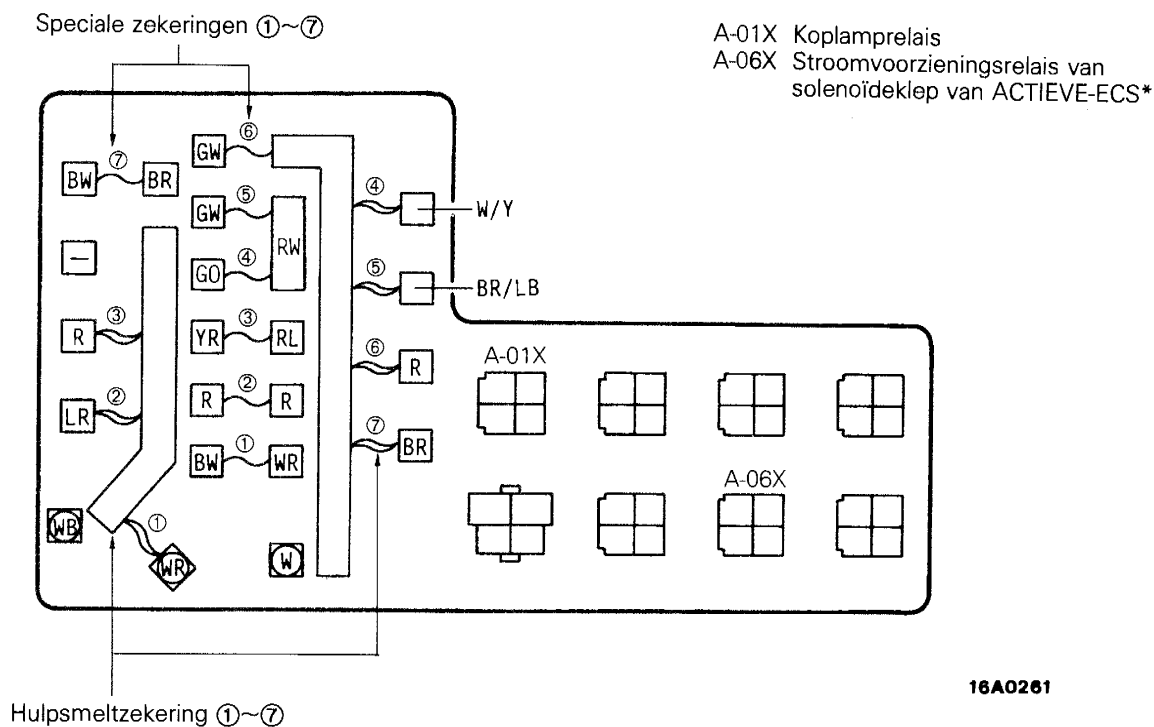 Speciale zekeringen ①~⑦
A-01X Koplamprelais
A-06X Stroomvoorzieningsrelais van
solenoïdeklep van ACTIEVE-ECS*
⑥
GW
⑦
BW
BR
④
W/Y
⑤
GW
RW
—
④
GO
⑤
BR/LB
③
R
③
YR
RL
⑥
R
A-01X
②
LR
②
R
R
⑦
BR
①
BW
WR
A-06X
WB
①
WR
W
16A0261
Hulpsmeltzekering ①~⑦